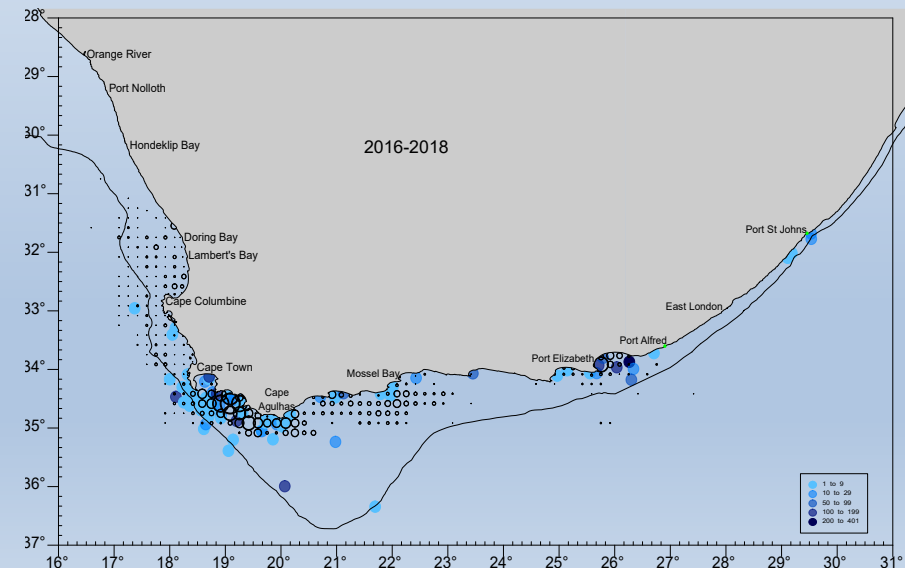 28°
29°
30°
31°
32°
33°
34°
35°
36°
37°
Orange River
Port Nolloth
Hondeklip Bay
2016-2018
Doring Bay
Lambert's Bay
Cape Columbine
Cape Town
Cape
Agulhas
Mossel Bay
Port Elizabeth
Port Alfred
East London
Port St Johns
1 to 9
10 to 29
50 to 99
100 to 199
200 to 401
16° 17° 18° 19° 20° 21° 22° 23° 24° 25° 26° 27° 28° 29° 30° 31°